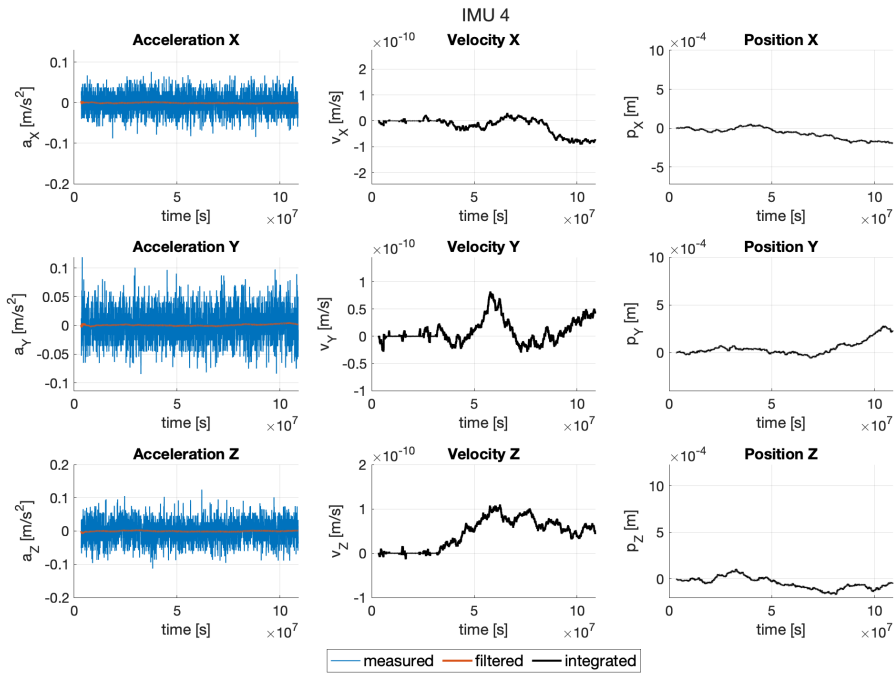 IMU 4
Acceleration X
0.1
0
-0.1
-0.2
a_X [m/s^2]
0 5 10
time [s] ×10^7
Velocity X
×10^-10
2
1
0
-1
-2
v_X [m/s]
0 5 10
time [s] ×10^7
Position X
×10^-4
10
5
0
-5
p_X [m]
0 5 10
time [s] ×10^7
Acceleration Y
0.1
0.05
0
-0.05
-0.1
a_Y [m/s^2]
0 5 10
time [s] ×10^7
Velocity Y
×10^-10
1
0.5
0
-0.5
-1
v_Y [m/s]
0 5 10
time [s] ×10^7
Position Y
×10^-4
10
5
0
p_Y [m]
0 5 10
time [s] ×10^7
Acceleration Z
0.2
0.1
0
-0.1
-0.2
a_Z [m/s^2]
0 5 10
time [s] ×10^7
Velocity Z
×10^-10
2
1
0
-1
v_Z [m/s]
0 5 10
time [s] ×10^7
Position Z
×10^-4
10
5
0
p_Z [m]
0 5 10
time [s] ×10^7
measured filtered integrated